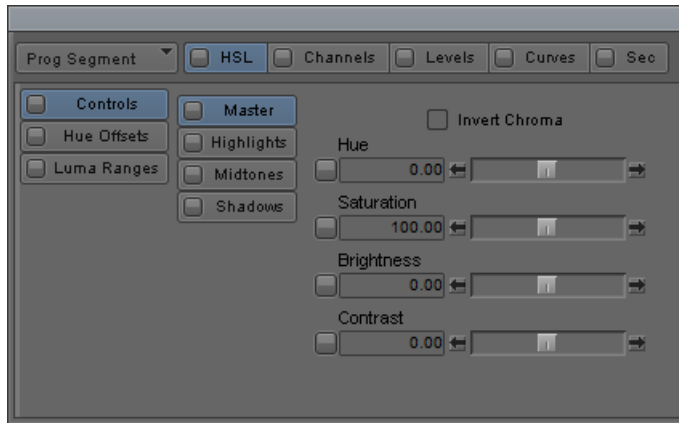 Prog Segment HSL Channels Levels Curves Sec
Controls Master Invert Chroma
Hue Offsets Highlights Hue
Luma Ranges Midtones 0.00
Shadows Saturation
100.00
Brightness
0.00
Contrast
0.00